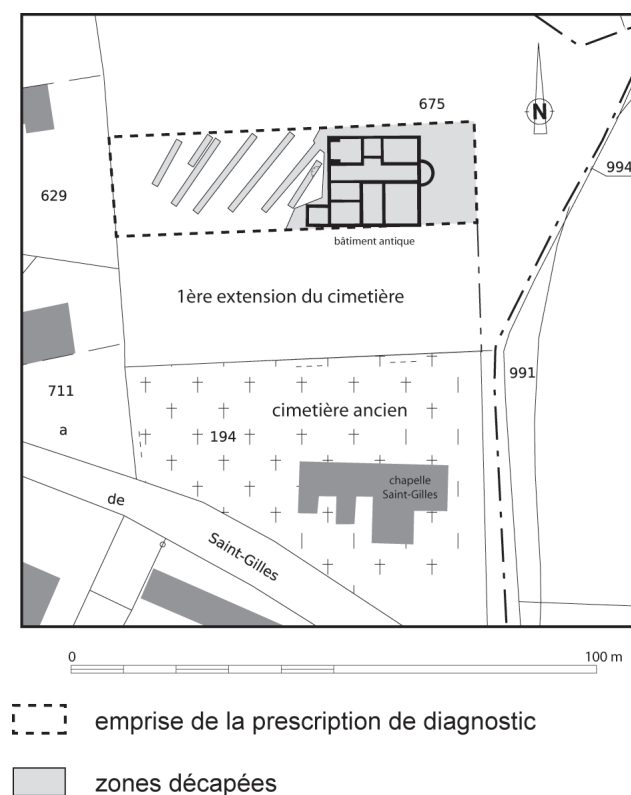 675
N
994
629
bâtiment antique
1ère extension du cimetière
991
711
a
cimetière ancien
194
chapelle
Saint-Gilles
de
Saint-Gilles
0
100 m
emprise de la prescription de diagnostic
zones décapées